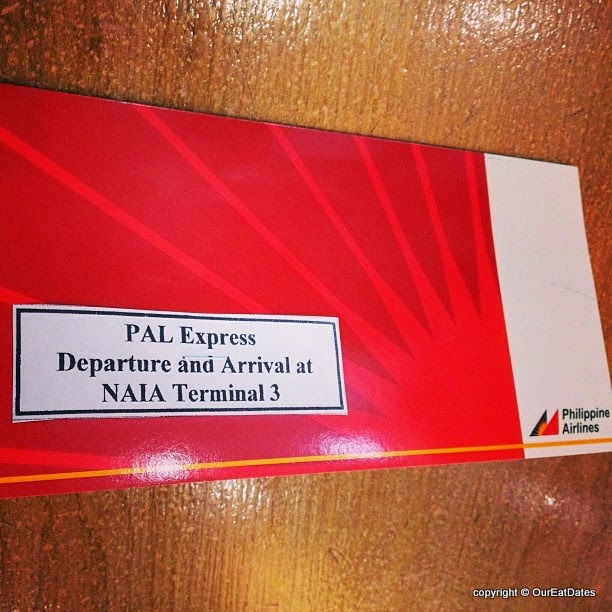 PAL Express
Departure and Arrival at
NAIA Terminal 3
Philippine
Airlines
copyright © OurEatDates